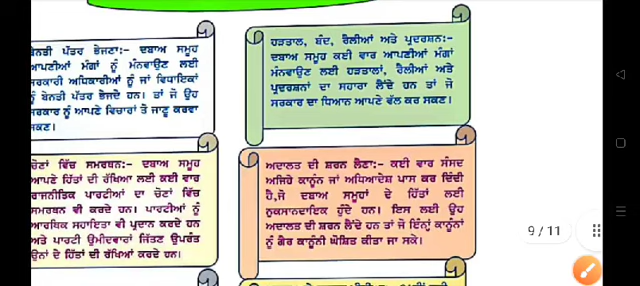 ਬੇਨਤੀ ਪੱਤਰ ਭੇਜਣਾ:- ਦਬਾਅ ਸਮੂਹ
ਆਪਣੀਆਂ ਮੰਗਾਂ ਨੂੰ ਮੰਨਵਾਉਣ ਲਈ
ਸਰਕਾਰੀ ਅਧਿਕਾਰੀਆਂ ਨੂੰ ਜਾਂ ਵਿਧਾਇਕਾਂ
ਨੂੰ ਬੇਨਤੀ ਪੱਤਰ ਭੇਜਦੇ ਹਨ। ਤਾਂ ਜੋ ਉਹ
ਸਰਕਾਰ ਨੂੰ ਆਪਣੇ ਵਿਚਾਰਾਂ ਤੋਂ ਜਾਣੂ ਕਰਵਾ
ਸਕਣ।
ਹੜਤਾਲ, ਬੰਦ, ਰੈਲੀਆਂ ਅਤੇ ਪ੍ਰਦਰਸ਼ਨ:-
ਦਬਾਅ ਸਮੂਹ ਕਈ ਵਾਰ ਆਪਣੀਆਂ ਮੰਗਾਂ
ਮਨਵਾਉਣ ਲਈ ਹੜਤਾਲਾਂ, ਰੈਲੀਆਂ ਅਤੇ
ਪ੍ਰਦਰਸ਼ਨਾਂ ਦਾ ਸਹਾਰਾ ਲੈਂਦੇ ਹਨ ਤਾਂ ਜੋ
ਸਰਕਾਰ ਦਾ ਧਿਆਨ ਆਪਣੇ ਵੱਲ ਕਰ ਸਕਣ।
ਚੋਣਾਂ ਵਿੱਚ ਸਮਰਥਨ:- ਦਬਾਅ ਸਮੂਹ
ਆਪਣੇ ਹਿੱਤਾਂ ਦੀ ਰੱਖਿਆ ਲਈ ਕਈ ਵਾਰ
ਰਾਜਨੀਤਿਕ ਪਾਰਟੀਆਂ ਦਾ ਚੋਣਾਂ ਵਿੱਚ
ਸਮਰਥਨ ਵੀ ਕਰਦੇ ਹਨ। ਪਾਰਟੀਆਂ ਨੂੰ
ਆਰਥਿਕ ਸਹਾਇਤਾ ਵੀ ਪ੍ਰਦਾਨ ਕਰਦੇ ਹਨ
ਅਤੇ ਪਾਰਟੀ ਉਮੀਦਵਾਰਾਂ ਜਿੱਤਣ ਉਪਰੰਤ
ਉਨਾਂ ਦੇ ਹਿੱਤਾਂ ਦੀ ਰੱਖਿਆਂ ਕਰਦੇ ਹਨ।
ਅਦਾਲਤ ਦੀ ਸ਼ਰਨ ਲੈਣਾ:- ਕਈ ਵਾਰ ਸੰਸਦ
ਅਜਿਹੇ ਕਾਨੂੰਨ ਜਾਂ ਅਧਿਆਦੇਸ਼ ਪਾਸ ਕਰ ਦਿੰਦੀ
ਹੈ,ਜੋ ਦਬਾਅ ਸਮੂਹਾਂ ਦੇ ਹਿੱਤਾਂ ਲਈ
ਨੁਕਸਾਨਦਾਇਕ ਹੁੰਦੇ ਹਨ। ਇਸ ਲਈ ਉਹ
ਅਦਾਲਤ ਦੀ ਸ਼ਰਨ ਲੈਂਦੇ ਹਨ ਤਾਂ ਜੋ ਇੰਨ੍ਹਾਂ ਕਾਨੂੰਨਾਂ
ਨੂੰ ਗੈਰ ਕਾਨੂੰਨੀ ਘੋਸ਼ਿਤ ਕੀਤਾ ਜਾ ਸਕੇ।
9 / 11